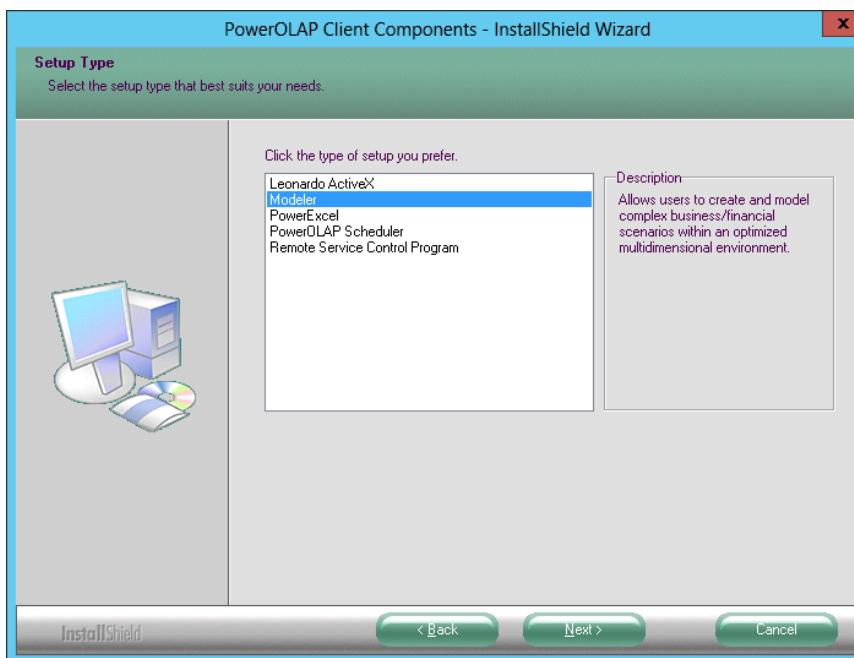 PowerOLAP Client Components - InstallShield Wizard
x
Setup Type
Select the setup type that best suits your needs.
Click the type of setup you prefer.
Leonardo ActiveX
Modeler
PowerExcel
PowerOLAP Scheduler
Remote Service Control Program
Description
Allows users to create and model
complex business/financial
scenarios within an optimized
multidimensional environment.
InstallShield
< Back
Next >
Cancel